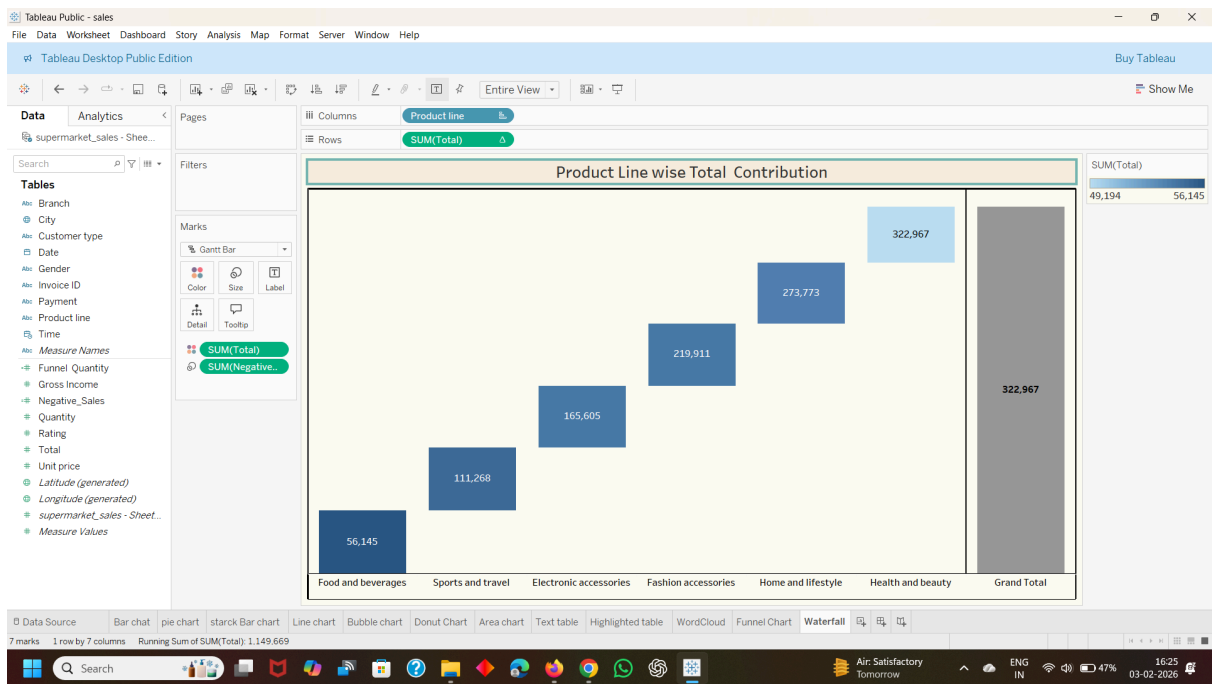 Tableau Public - sales
File Data Worksheet Dashboard Story Analysis Map Format Server Window Help
Tableau Desktop Public Edition Buy Tableau
Entire View Show Me
Data Analytics Pages iii Columns Product line
supermarket_sales - Shee... Rows SUM(Total) Δ
Search
Filters
Product Line wise Total Contribution
SUM(Total)
49,194 56,145
Tables
Abc Branch
City
Abc Customer type
Date
Abc Gender
Abc Invoice ID
Abc Payment
Abc Product line
Time
Abc Measure Names
Funnel Quantity
Gross Income
Negative_Sales
Quantity
Rating
Total
Unit price
Latitude (generated)
Longitude (generated)
supermarket_sales - Sheet...
Measure Values
Marks
Gantt Bar
Color Size Label
Detail Tooltip
SUM(Total)
SUM(Negative..
322,967
273,773
219,911
322,967
165,605
111,268
56,145
Food and beverages Sports and travel Electronic accessories Fashion accessories Home and lifestyle Health and beauty Grand Total
Data Source Bar chat pie chart starck Bar chart Line chart Bubble chart Donut Chart Area chart Text table Highlighted table WordCloud Funnel Chart Waterfall
7 marks 1 row by 7 columns Running Sum of SUM(Total): 1,149,669
Search
Air: Satisfactory
Tomorrow
ENG
IN
47%
16:25
03-02-2026